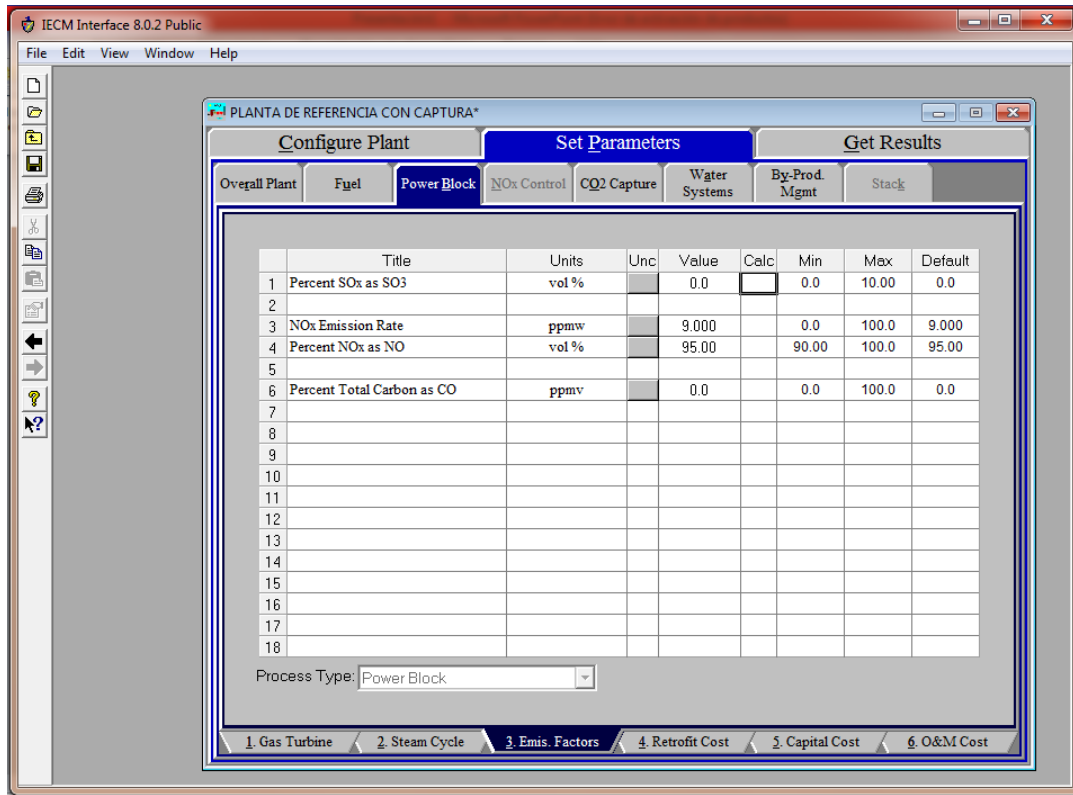 IECM Interface 8.0.2 Public
File Edit View Window Help
PLANTA DE REFERENCIA CON CAPTURA*
Configure Plant Set Parameters Get Results
Overall Plant Fuel Power Block NOx Control CO2 Capture Water Systems By-Prod. Mgmt Stack
Title Units Unc Value Calc Min Max Default
1 Percent SOx as SO3 vol % 0.0 0.0 10.00 0.0
2
3 NOx Emission Rate ppmw 9.000 0.0 100.0 9.000
4 Percent NOx as NO vol % 95.00 90.00 100.0 95.00
5
6 Percent Total Carbon as CO ppmv 0.0 0.0 100.0 0.0
7
8
9
10
11
12
13
14
15
16
17
18
Process Type: Power Block
1. Gas Turbine 2. Steam Cycle 3. Emis. Factors 4. Retrofit Cost 5. Capital Cost 6. O&M Cost